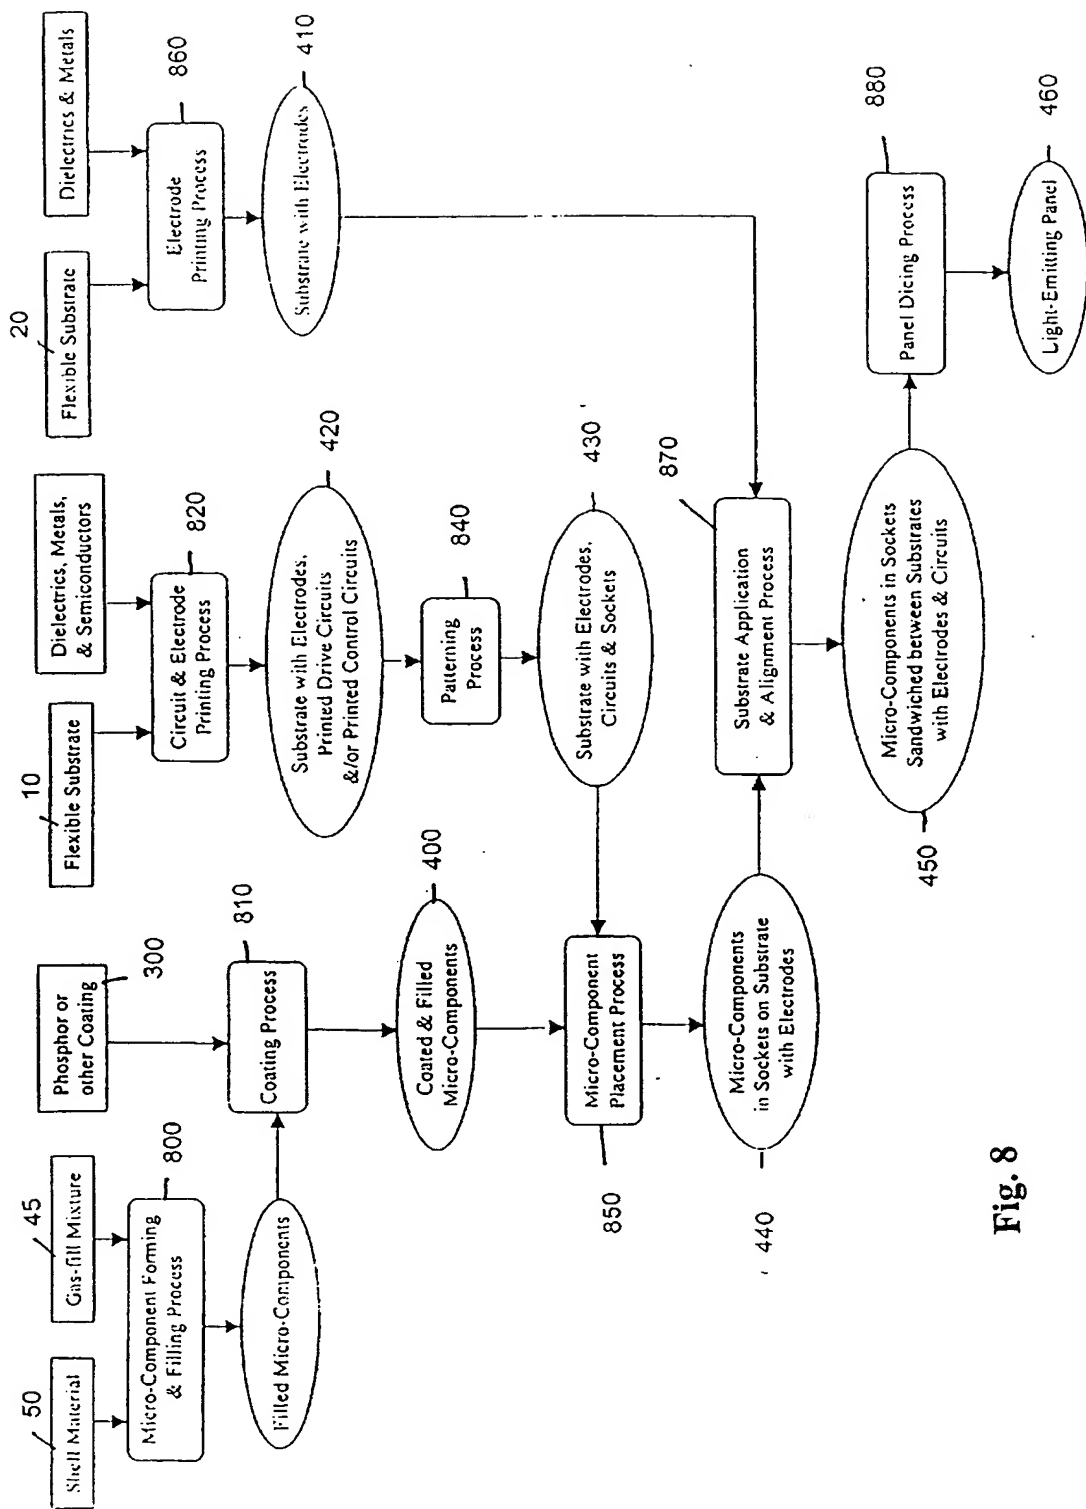 50
Shell Material
45
Gas-fill Mixture
Phosphor or
other Coating
300
10
Flexible Substrate
Dielectrics, Metals,
& Semiconductors
20
Flexible Substrate
Dielectrics & Metals
Micro-Component Forming
& Filling Process
800
Coating Process
810
Circuit & Electrode
Printing Process
820
Electrode
Printing Process
860
Filled Micro-Components
Coated & Filled
Micro-Components
400
Substrate with Electrodes,
Printed Drive Circuits
&/or Printed Control Circuits
420
Substrate with Electrodes
410
Patterning
Process
840
Micro-Component
Placement Process
850
Substrate with Electrodes,
Circuits & Sockets
430
Micro-Components
in Sockets on Substrate
with Electrodes
440
Substrate Application
& Alignment Process
870
Micro-Components in Sockets
Sandwiched between Substrates
with Electrodes & Circuits
450
Panel Dicing Process
880
Light-Emitting Panel
460
Fig. 8